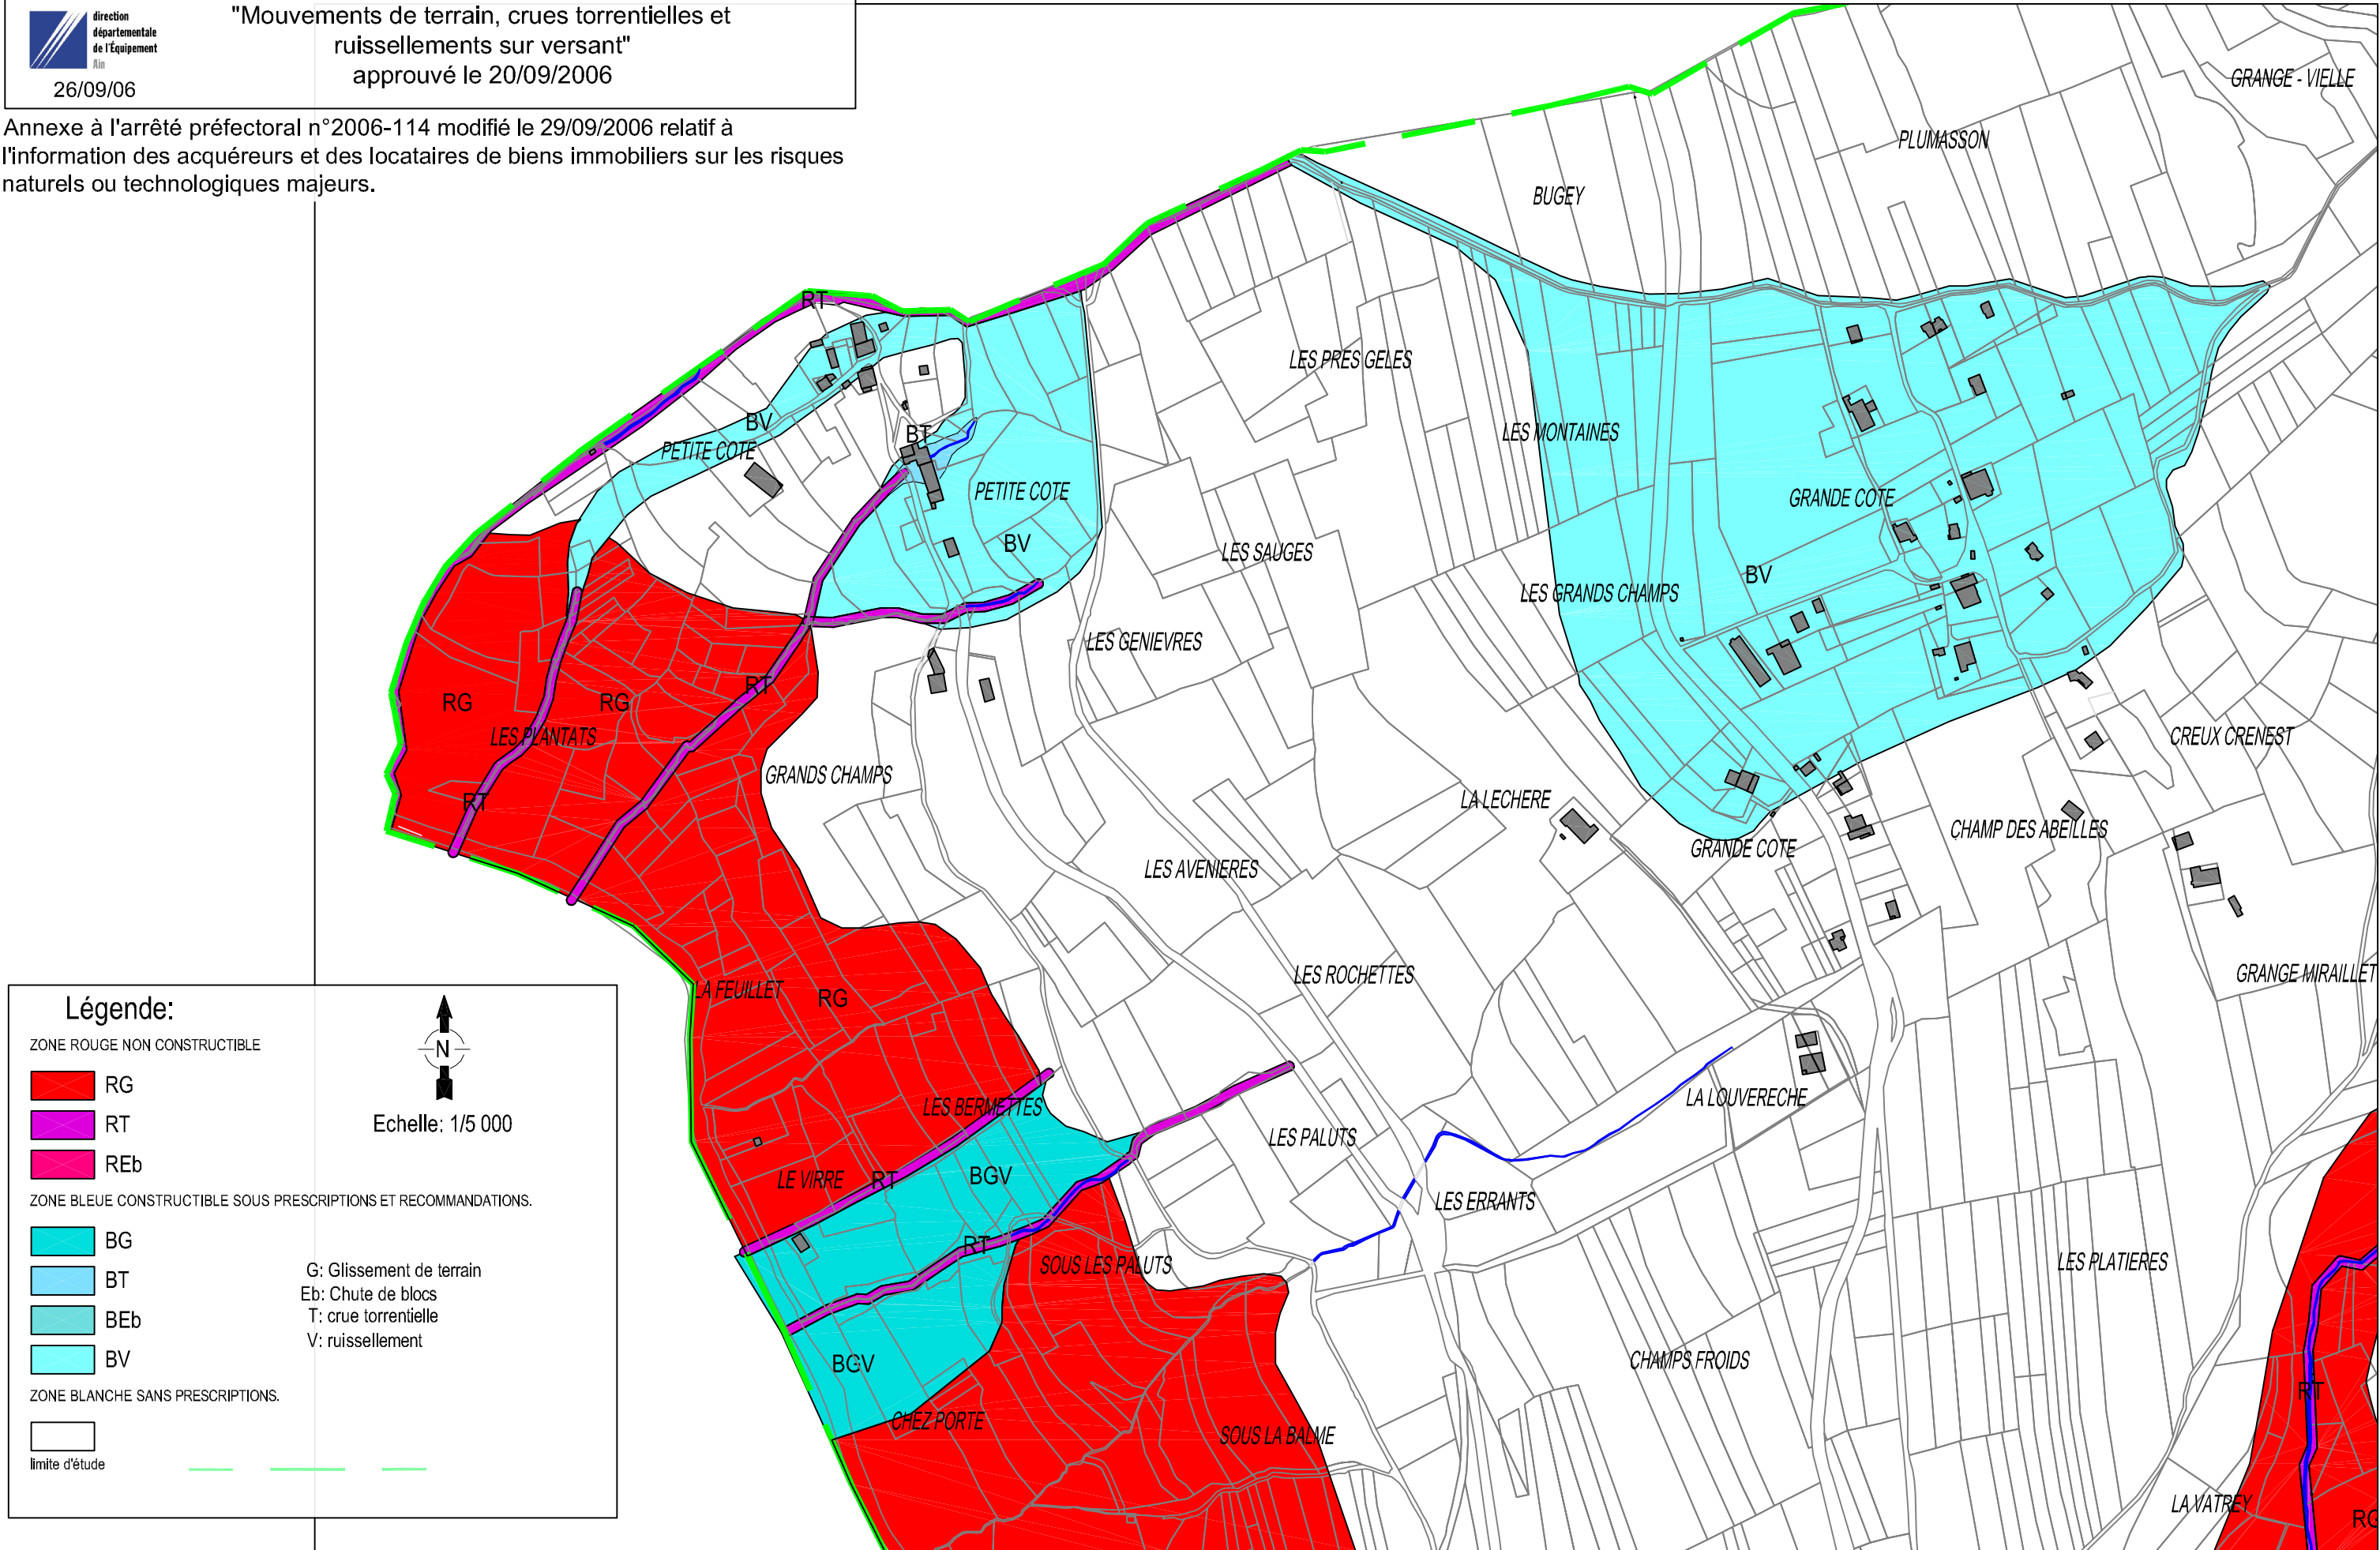 direction
départementale
de l'Équipement
Ain
26/09/06
"Mouvements de terrain, crues torrentielles et
ruissellements sur versant"
approuvé le 20/09/2006
Annexe à l'arrêté préfectoral n°2006-114 modifié le 29/09/2006 relatif à
l'information des acquéreurs et des locataires de biens immobiliers sur les risques
naturels ou technologiques majeurs.
GRANGE - VIELLE
PLUMASSON
BUGEY
RT
LES PRES GELES
BV
PETITE COTE
BT
LES MONTAINES
PETITE COTE
GRANDE COTE
BV
LES SAUGES
BV
LES GRANDS CHAMPS
LES GENIEVRES
RT
RG
RG
LES PLANTATS
CREUX CRENEST
GRANDS CHAMPS
RT
LA LECHERE
CHAMP DES ABEILLES
GRANDE COTE
LES AVENIERES
LES ROCHETTES
GRANGE MIRAILLET
LA FEUILLET
RG
LES BERMETTES
LA LOUVERECHE
LES PALUTS
LE VIRRE
RT
BGV
LES ERRANTS
RT
SOUS LES PALUTS
LES PLATIERES
BGV
CHAMPS FROIDS
RT
CHEZ PORTE
SOUS LA BALME
LA VATREY
RG
Légende:
ZONE ROUGE NON CONSTRUCTIBLE
RG
RT
REb
N
Echelle: 1/5 000
ZONE BLEUE CONSTRUCTIBLE SOUS PRESCRIPTIONS ET RECOMMANDATIONS.
BG
BT
BEb
BV
G: Glissement de terrain
Eb: Chute de blocs
T: crue torrentielle
V: ruissellement
ZONE BLANCHE SANS PRESCRIPTIONS.
limite d'étude